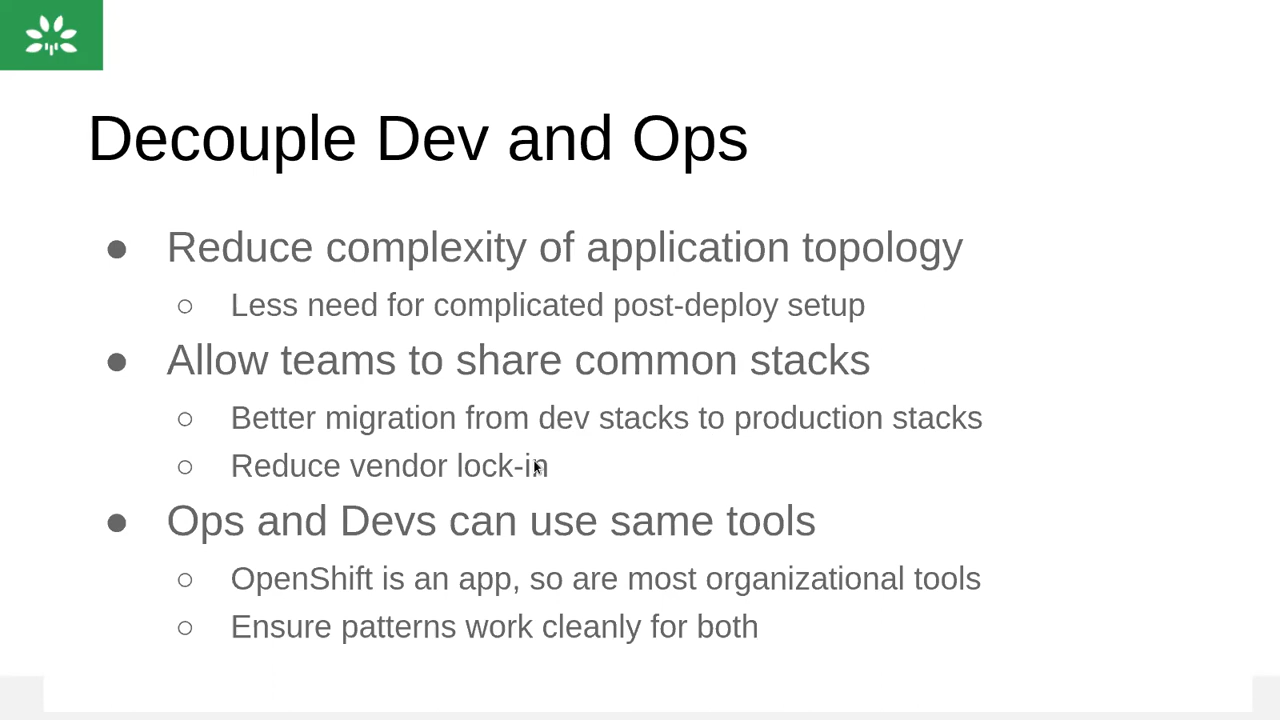 Decouple Dev and Ops
● Reduce complexity of application topology
○ Less need for complicated post-deploy setup
● Allow teams to share common stacks
○ Better migration from dev stacks to production stacks
○ Reduce vendor lock-in
● Ops and Devs can use same tools
○ OpenShift is an app, so are most organizational tools
○ Ensure patterns work cleanly for both